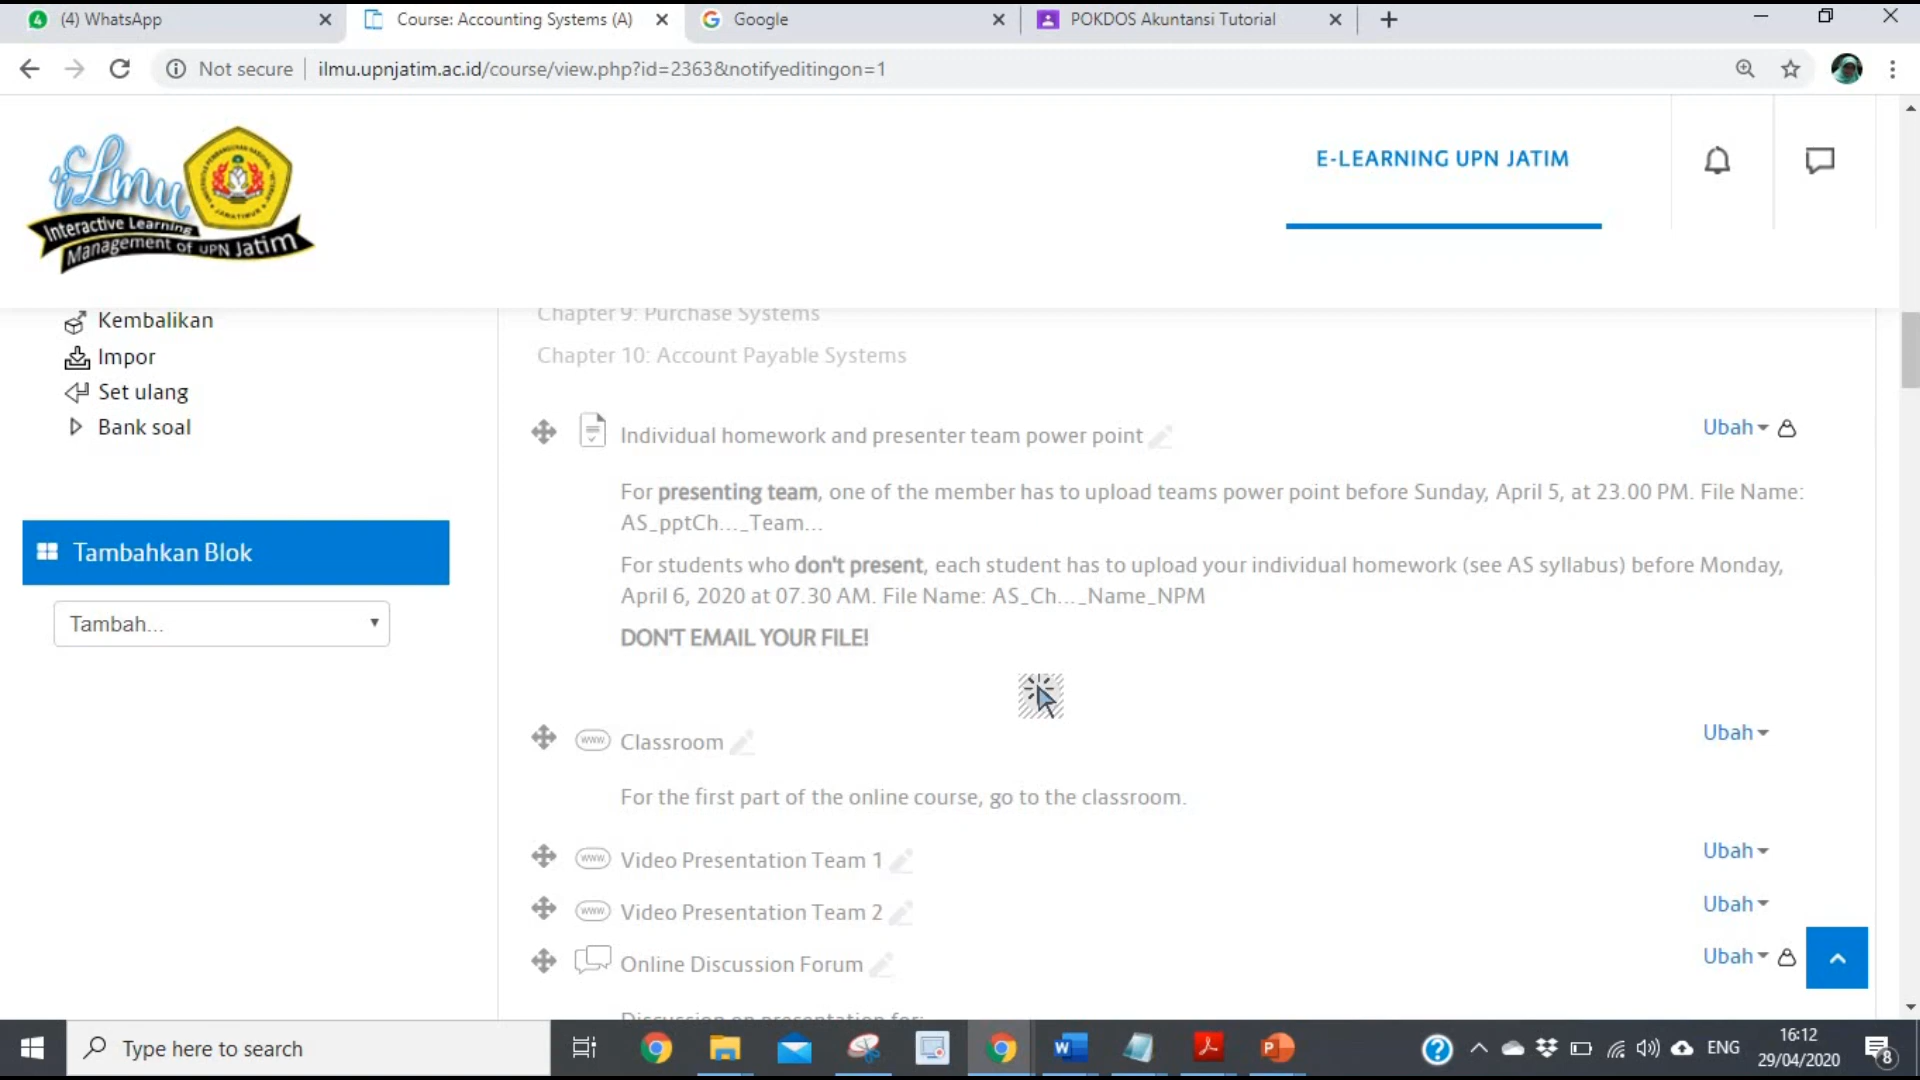 (4) WhatsApp
Course: Accounting Systems (A)
Google
POKDOS Akuntansi Tutorial
Not secure
ilmu.upnjatim.ac.id/course/view.php?id=2363&notifyeditingon=1
iLmu
Interactive Learning
Management of UPN Jatim
E-LEARNING UPN JATIM
Kembalikan
Impor
Set ulang
Bank soal
Tambahkan Blok
Tambah...
Chapter 9: Purchase Systems
Chapter 10: Account Payable Systems
Individual homework and presenter team power point
Ubah
For presenting team, one of the member has to upload teams power point before Sunday, April 5, at 23.00 PM. File Name:
AS_pptCh..._Team...
For students who don't present, each student has to upload your individual homework (see AS syllabus) before Monday,
April 6, 2020 at 07.30 AM. File Name: AS_Ch..._Name_NPM
DON'T EMAIL YOUR FILE!
Classroom
Ubah
For the first part of the online course, go to the classroom.
Video Presentation Team 1
Ubah
Video Presentation Team 2
Ubah
Online Discussion Forum
Ubah
Discussion on presentation for:
Type here to search
ENG
16:12
29/04/2020
8